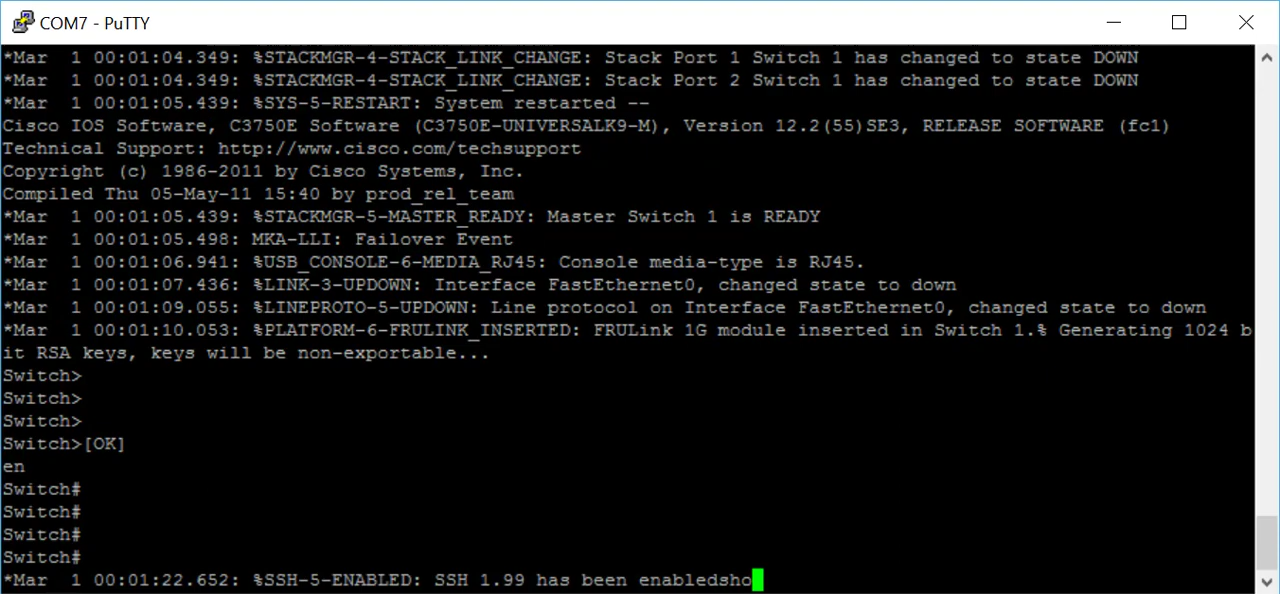 COM7 - PuTTY
*Mar  1 00:01:04.349: %STACKMGR-4-STACK_LINK_CHANGE: Stack Port 1 Switch 1 has changed to state DOWN
*Mar  1 00:01:04.349: %STACKMGR-4-STACK_LINK_CHANGE: Stack Port 2 Switch 1 has changed to state DOWN
*Mar  1 00:01:05.439: %SYS-5-RESTART: System restarted --
Cisco IOS Software, C3750E Software (C3750E-UNIVERSALK9-M), Version 12.2(55)SE3, RELEASE SOFTWARE (fc1)
Technical Support: http://www.cisco.com/techsupport
Copyright (c) 1986-2011 by Cisco Systems, Inc.
Compiled Thu 05-May-11 15:40 by prod_rel_team
*Mar  1 00:01:05.439: %STACKMGR-5-MASTER_READY: Master Switch 1 is READY
*Mar  1 00:01:05.498: MKA-LLI: Failover Event
*Mar  1 00:01:06.941: %USB_CONSOLE-6-MEDIA_RJ45: Console media-type is RJ45.
*Mar  1 00:01:07.436: %LINK-3-UPDOWN: Interface FastEthernet0, changed state to down
*Mar  1 00:01:09.055: %LINEPROTO-5-UPDOWN: Line protocol on Interface FastEthernet0, changed state to down
*Mar  1 00:01:10.053: %PLATFORM-6-FRULINK_INSERTED: FRULink 1G module inserted in Switch 1.% Generating 1024 b
it RSA keys, keys will be non-exportable...
Switch>
Switch>
Switch>
Switch>[OK]
en
Switch#
Switch#
Switch#
Switch#
*Mar  1 00:01:22.652: %SSH-5-ENABLED: SSH 1.99 has been enabledsho